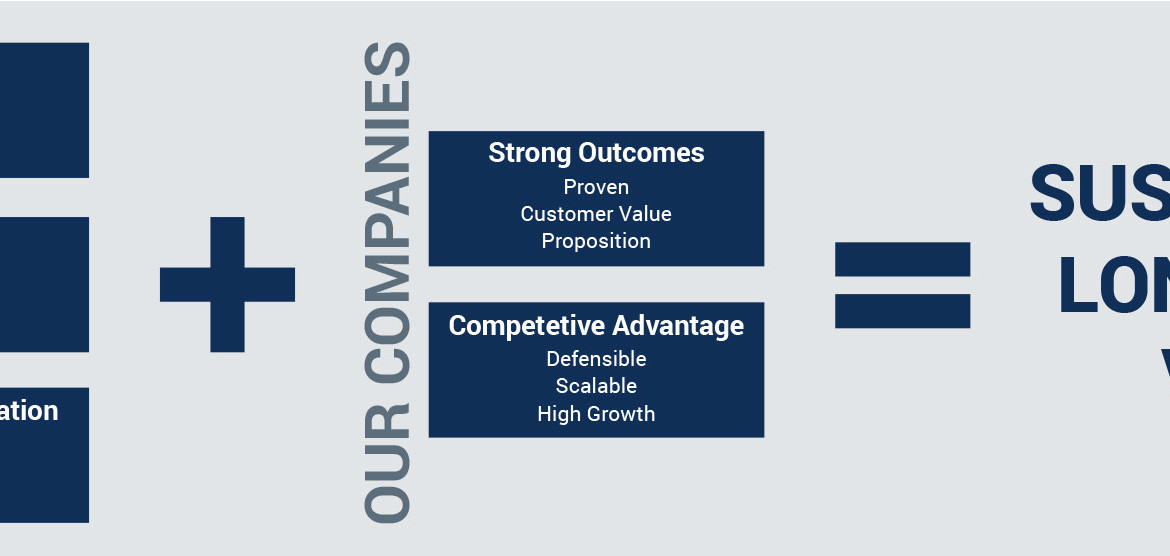 ation
OUR COMPANIES
Strong Outcomes
Proven
Customer Value
Proposition
Competetive Advantage
Defensible
Scalable
High Growth
SUS
LON